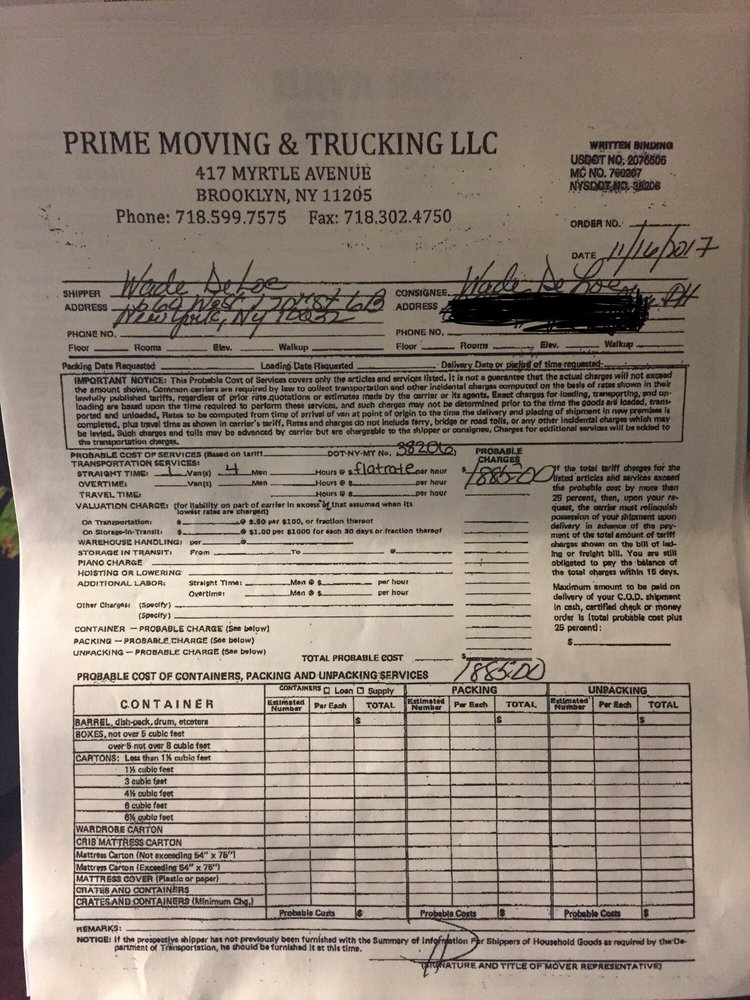 PRIME MOVING & TRUCKING LLC
417 MYRTLE AVENUE
BROOKLYN, NY 11205
Phone: 718.599.7575 Fax: 718.302.4750
WRITTEN BINDING
USDOT NO. 2076506
MC NO. 760267
NYSDOT NO. 38206
ORDER NO.
DATE 11/16/2017
SHIPPER Wade DeLoe CONSIGNEE Wade DeLoe
ADDRESS ADDRESS
New York, NY 10032
PHONE NO. PHONE NO.
Floor Rooms Elev. Walkup Floor Rooms Elev. Walkup
Packing Date Requested Loading Date Requested Delivery Date or period of time requested
IMPORTANT NOTICE: This Probable Cost of Services covers only the articles and services listed. It is not a guarantee that the actual charges will not exceed
the amount shown. Common carriers are required by law to collect transportation and other incidental charges computed on the basis of rates shown in their
lawfully published tariffs, regardless of prior rate quotations or estimates made by the carrier or its agents. Exact charges for loading, transporting, and un-
loading are based upon the time required to perform these services, and such charges may not be determined prior to the time the goods are loaded, trans-
ported and unloaded, Rates to be computed from time of arrival of van at point of origin to the time the delivery and placing of shipment in new premises is
completed, plus travel time as shown in carrier's tariff. Rates and charges do not include ferry, bridge or road tolls, or any other incidental charges which may
be levied. Such charges and tolls may be advanced by carrier but are chargeable to the shipper or consignee. Charges for additional services will be added to
the transportation charges.
PROBABLE COST OF SERVICES (Based on tariff DOT-NY-MT No. 38206) PROBABLE CHARGES
TRANSPORTATION SERVICES:
STRAIGHT TIME: 1 Van(s) 4 Men Hours @ $ flatrate per hour $ 1885.00
OVERTIME: Van(s) Men Hours @ $ per hour
TRAVEL TIME: Hours @ $ per hour
VALUATION CHARGE: (for liability on part of carrier in excess of that assumed when its
lowest rates are charged)
On Transportation: $ @ $.50 per $100, or fraction thereof
On Storage-in-Transit: $ @ $1.00 per $1000 for each 30 days or fraction thereof
WAREHOUSE HANDLING: per @
STORAGE IN TRANSIT: From To @
PIANO CHARGE
HOISTING OR LOWERING
ADDITIONAL LABOR: Straight Time: Men @ $ per hour
Overtime: Men @ $ per hour
Other Charges: (Specify)
(Specify)
CONTAINER — PROBABLE CHARGE (See below)
PACKING — PROBABLE CHARGE (See below)
UNPACKING — PROBABLE CHARGE (See below)
TOTAL PROBABLE COST $ 1885.00
If the total tariff charges for the
listed articles and services exceed
the probable cost by more than
25 percent, then, upon your re-
quest, the carrier must relinquish
possession of your shipment upon
delivery in advance of the pay-
ment of the total amount of tariff
charges shown on the bill of lad-
ing or freight bill. You are still
obligated to pay the balance of
the total charges within 15 days.
Maximum amount to be paid on
delivery of your C.O.D. shipment
in cash, certified check or money
order is (total probable cost plus
25 percent):
$
PROBABLE COST OF CONTAINERS, PACKING AND UNPACKING SERVICES
CONTAINER CONTAINERS Loan Supply PACKING UNPACKING
Estimated Number Per Each TOTAL Estimated Number Per Each TOTAL Estimated Number Per Each TOTAL
BARREL, dish-pack, drum, etcetera $ $ $
BOXES, not over 5 cubic feet
over 5 not over 8 cubic feet
CARTONS: Less than 1½ cubic feet
1½ cubic feet
3 cubic feet
4½ cubic feet
6 cubic feet
6½ cubic feet
WARDROBE CARTON
CRIB MATTRESS CARTON
Mattress Carton (Not exceeding 54" x 75")
Mattress Carton (Exceeding 54" x 75")
MATTRESS COVER (Plastic or paper)
CRATES AND CONTAINERS
CRATES AND CONTAINERS (Minimum Chg.)
Probable Costs $ Probable Costs $ Probable Costs $
REMARKS:
NOTICE: If the prospective shipper has not previously been furnished with the Summary of Information For Shippers of Household Goods as required by the De-
partment of Transportation, he should be furnished it at this time.
(SIGNATURE AND TITLE OF MOVER REPRESENTATIVE)